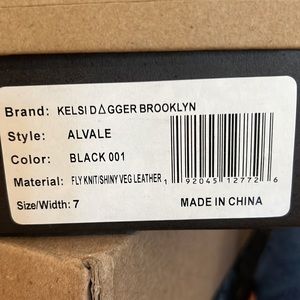 Brand: KELSI D△GGER BROOKLYN
Style: ALVALE
Color: BLACK 001
Material: FLY KNIT/SHINY VEG LEATHER
1 92045 12772 6
Size/Width: 7
MADE IN CHINA